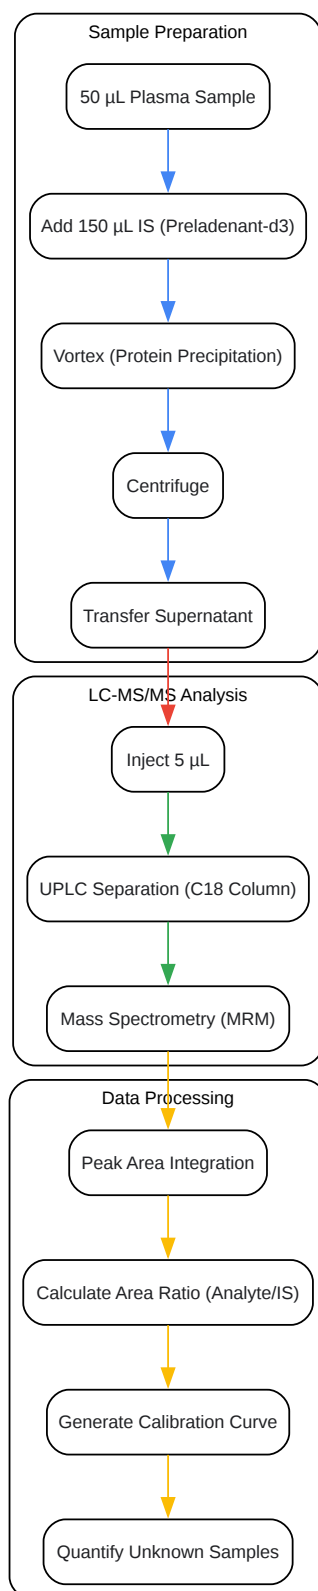 Sample Preparation
50 µL Plasma Sample
Add 150 µL IS (Preladenant-d3)
Vortex (Protein Precipitation)
Centrifuge
Transfer Supernatant
LC-MS/MS Analysis
Inject 5 µL
UPLC Separation (C18 Column)
Mass Spectrometry (MRM)
Data Processing
Peak Area Integration
Calculate Area Ratio (Analyte/IS)
Generate Calibration Curve
Quantify Unknown Samples